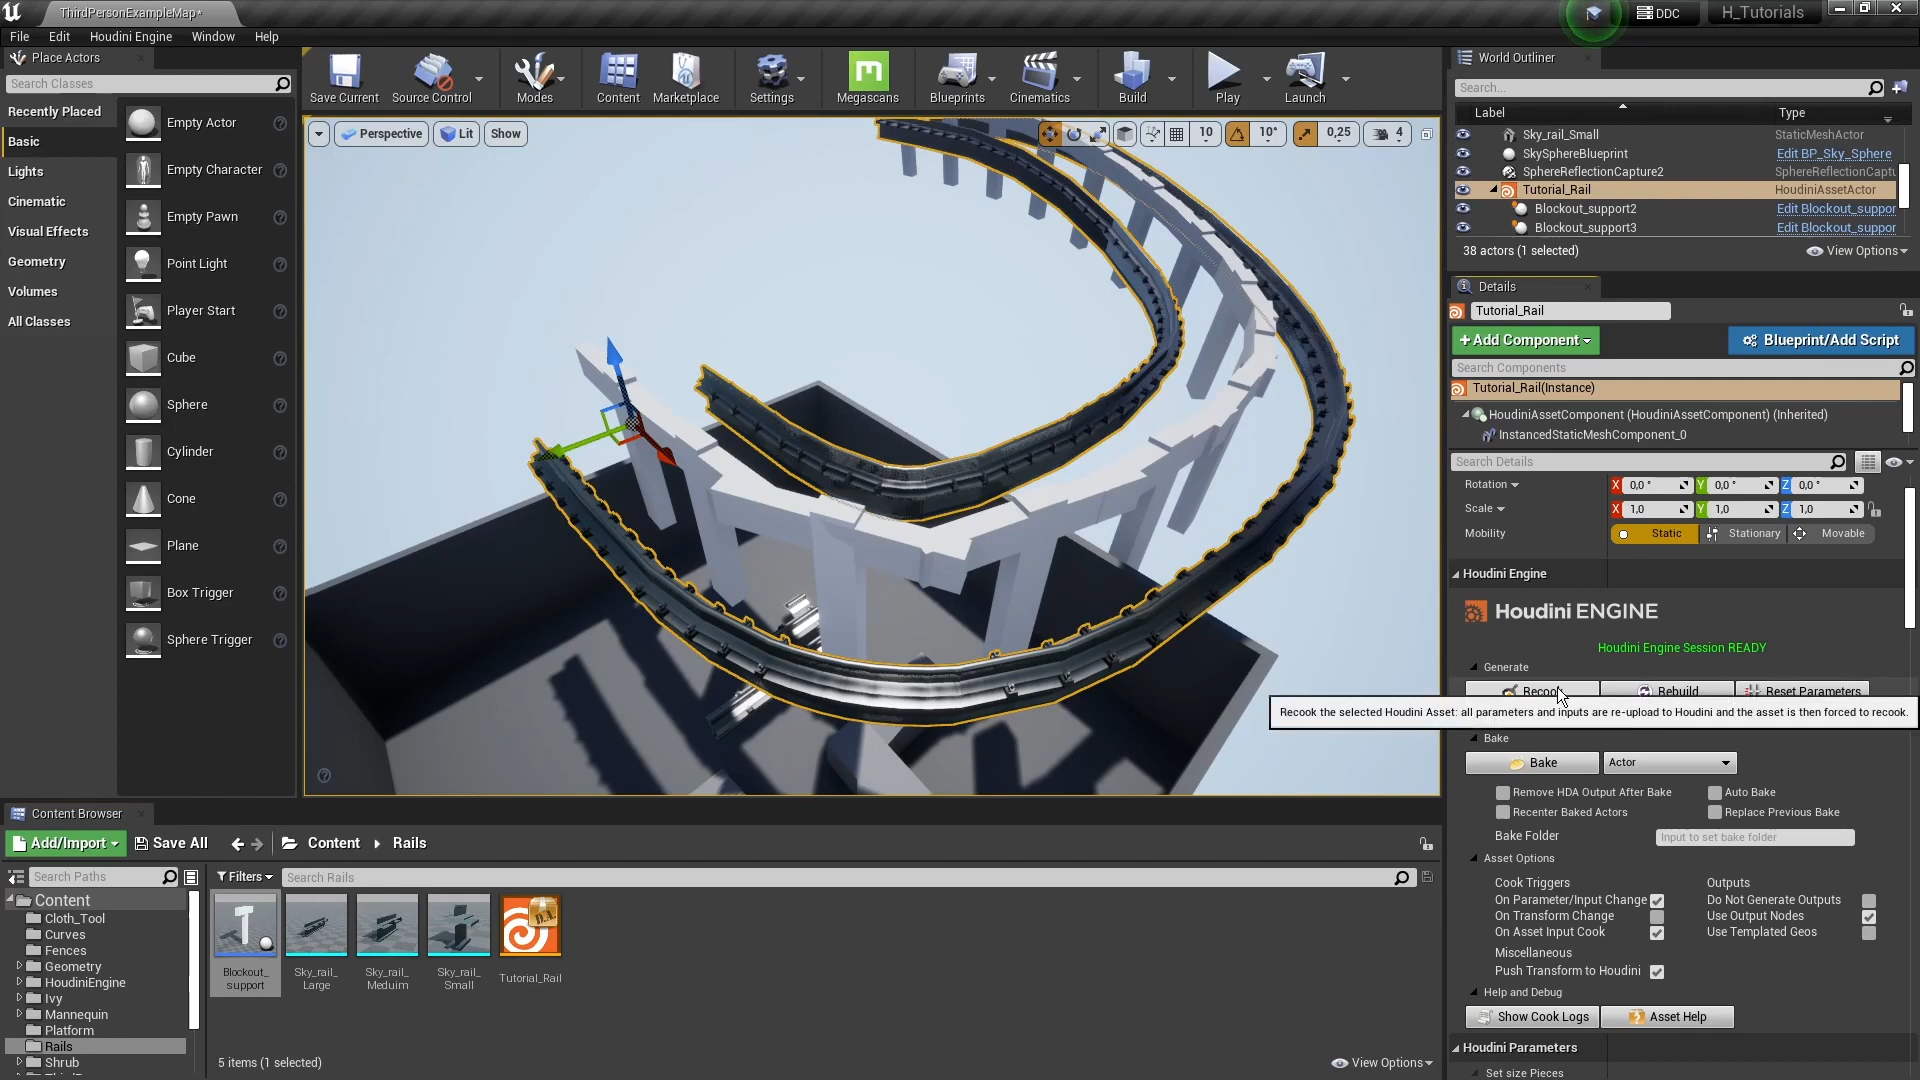 ThirdPersonExampleMap*
DDC
H_Tutorials
File Edit Houdini Engine Window Help
Place Actors
Search Classes
Recently Placed
Basic
Lights
Cinematic
Visual Effects
Geometry
Volumes
All Classes
Empty Actor
Empty Character
Empty Pawn
Point Light
Player Start
Cube
Sphere
Cylinder
Cone
Plane
Box Trigger
Sphere Trigger
Save Current
Source Control
Modes
Content
Marketplace
Settings
Megascans
Blueprints
Cinematics
Build
Play
Launch
Perspective
Lit
Show
10
10°
0,25
4
World Outliner
Search...
Label Type
Sky_rail_Small StaticMeshActor
SkySphereBlueprint Edit BP_Sky_Sphere
SphereReflectionCapture2 SphereReflectionCaptu
Tutorial_Rail HoudiniAssetActor
Blockout_support2 Edit Blockout_suppor
Blockout_support3 Edit Blockout_suppor
38 actors (1 selected)
View Options
Details
Tutorial_Rail
+Add Component
Blueprint/Add Script
Search Components
Tutorial_Rail(Instance)
HoudiniAssetComponent (HoudiniAssetComponent) (Inherited)
InstancedStaticMeshComponent_0
Search Details
Rotation X 0,0 ° Y 0,0 ° Z 0,0 °
Scale X 1,0 Y 1,0 Z 1,0
Mobility Static Stationary Movable
Houdini Engine
Houdini ENGINE
Houdini Engine Session READY
Generate
Recook Rebuild Reset Parameters
Recook the selected Houdini Asset: all parameters and inputs are re-upload to Houdini and the asset is then forced to recook.
Bake
Bake Actor
Remove HDA Output After Bake Auto Bake
Recenter Baked Actors Replace Previous Bake
Bake Folder Input to set bake folder
Asset Options
Cook Triggers Outputs
On Parameter/Input Change Do Not Generate Outputs
On Transform Change Use Output Nodes
On Asset Input Cook Use Templated Geos
Miscellaneous
Push Transform to Houdini
Help and Debug
Show Cook Logs Asset Help
Houdini Parameters
Set size Pieces
Content Browser
Add/Import
Save All
Content
Rails
Search Paths
Filters
Search Rails
Content
Cloth_Tool
Curves
Fences
Geometry
HoudiniEngine
Ivy
Mannequin
Platform
Rails
Shrub
Blockout_
support
Sky_rail_
Large
Sky_rail_
Meduim
Sky_rail_
Small
D.A.
Tutorial_Rail
5 items (1 selected)
View Options